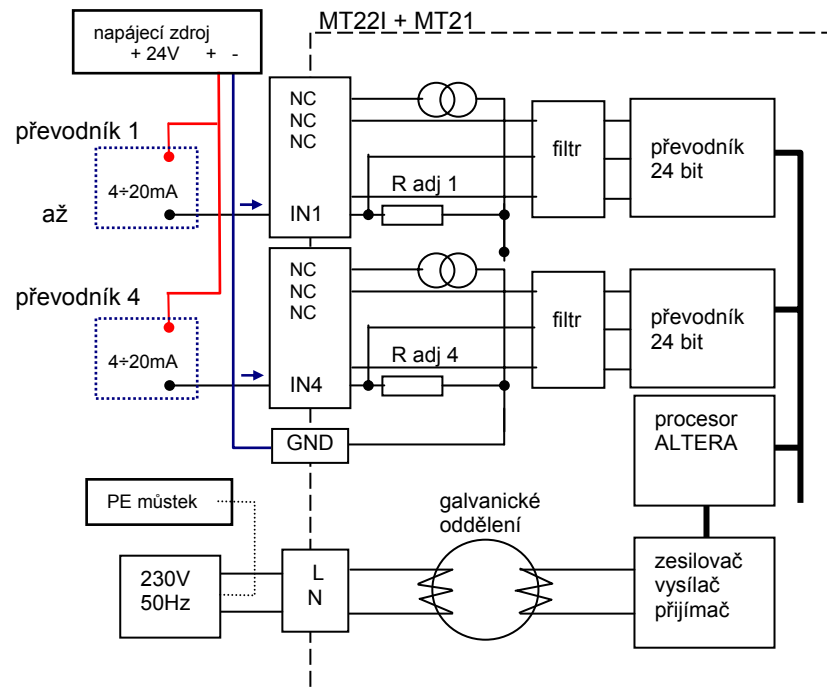 MT22I + MT21
napájecí zdroj
+ 24V + -
NC
NC
NC
IN1
převodník 1
4÷20mA
až
R adj 1
filtr
převodník
24 bit
NC
NC
NC
IN4
převodník 4
4÷20mA
R adj 4
filtr
převodník
24 bit
GND
procesor
ALTERA
PE můstek
galvanické
oddělení
230V
50Hz
L
N
zesilovač
vysílač
přijímač